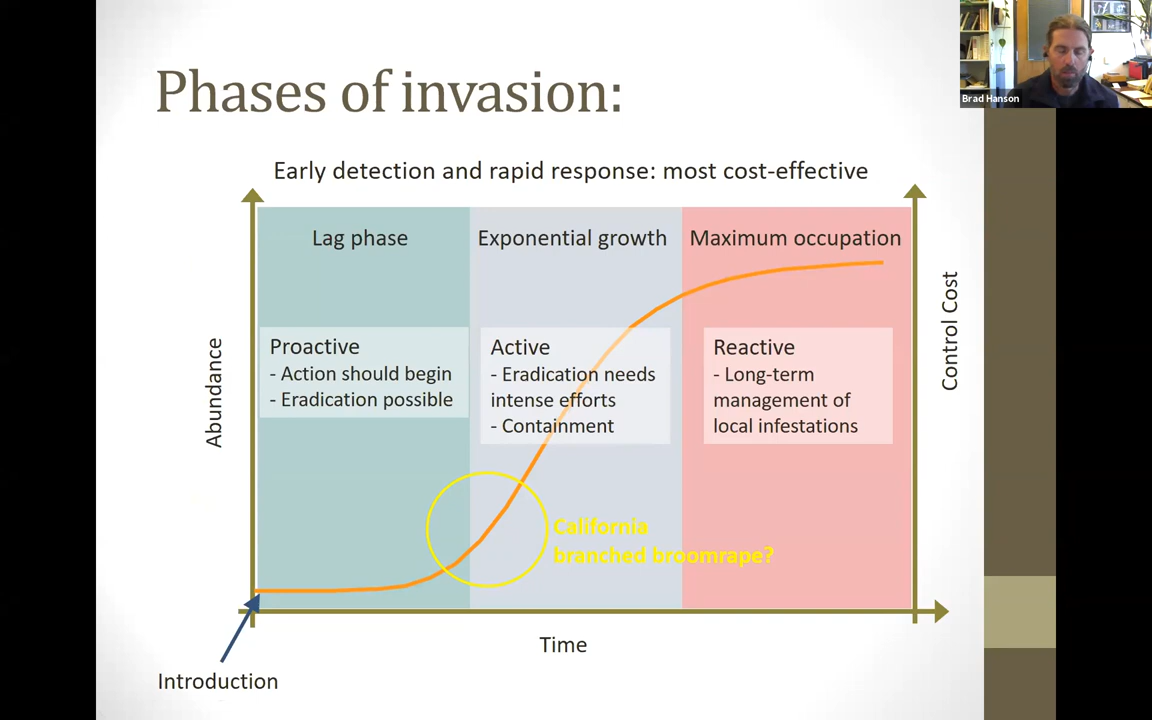 Phases of invasion:
Brad Hanson
Early detection and rapid response: most cost-effective
Lag phase
Exponential growth
Maximum occupation
Abundance
Control Cost
Proactive
- Action should begin
- Eradication possible
Active
- Eradication needs
intense efforts
- Containment
Reactive
- Long-term
management of
local infestations
California
branched broomrape?
Time
Introduction